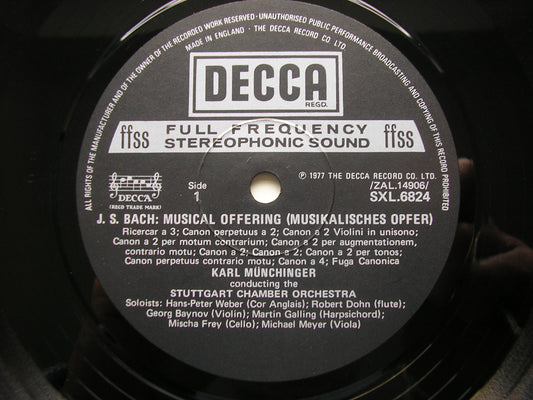 ALL RIGHTS OF THE MANUFACTURER AND OF THE OWNER OF THE RECORDED WORK RESERVED · UNAUTHORISED PUBLIC PERFORMANCE BROADCASTING AND COPYING OF THIS RECORD PROHIBITED
MADE IN ENGLAND · THE DECCA RECORD CO LTD
DECCA
REGD.
ffss FULL FREQUENCY ffss
STEREOPHONIC SOUND
℗ 1977 THE DECCA RECORD CO. LTD.
DECCA
(REGD TRADE MARK)
Side
1
/ZAL.14906/
SXL.6824
J. S. BACH: MUSICAL OFFERING (MUSIKALISCHES OPFER)
Ricercar a 3; Canon perpetuus a 2; Canon a 2 Violini in unisono;
Canon a 2 per motum contrarium; Canon a 2 per augmentationem,
contrario motu; Canon a 2; Canon a 2; Canon a 2 per tonos;
Canon perpetuus contrario motu; Canon a 4; Fuga Canonica
KARL MÜNCHINGER
conducting the
STUTTGART CHAMBER ORCHESTRA
Soloists: Hans-Peter Weber (Cor Anglais); Robert Dohn (flute);
Georg Baynov (Violin); Martin Galling (Harpsichord);
Mischa Frey (Cello); Michael Meyer (Viola)